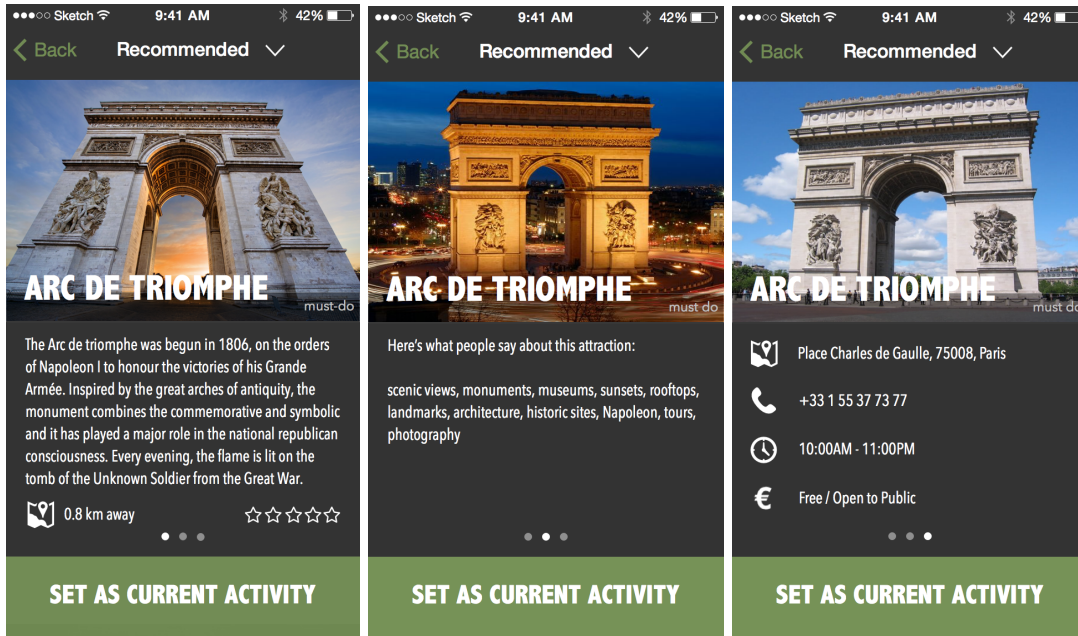 Sketch 9:41 AM 42%
Back Recommended
ARC DE TRIOMPHE
must-do
The Arc de triomphe was begun in 1806, on the orders
of Napoleon I to honour the victories of his Grande
Armée. Inspired by the great arches of antiquity, the
monument combines the commemorative and symbolic
and it has played a major role in the national republican
consciousness. Every evening, the flame is lit on the
tomb of the Unknown Soldier from the Great War.
0.8 km away
SET AS CURRENT ACTIVITY
Sketch 9:41 AM 42%
Back Recommended
ARC DE TRIOMPHE
must do
Here's what people say about this attraction:
scenic views, monuments, museums, sunsets, rooftops,
landmarks, architecture, historic sites, Napoleon, tours,
photography
SET AS CURRENT ACTIVITY
Sketch 9:41 AM 42%
Back Recommended
ARC DE TRIOMPHE
must do
Place Charles de Gaulle, 75008, Paris
+33 1 55 37 73 77
10:00AM - 11:00PM
€ Free / Open to Public
SET AS CURRENT ACTIVITY